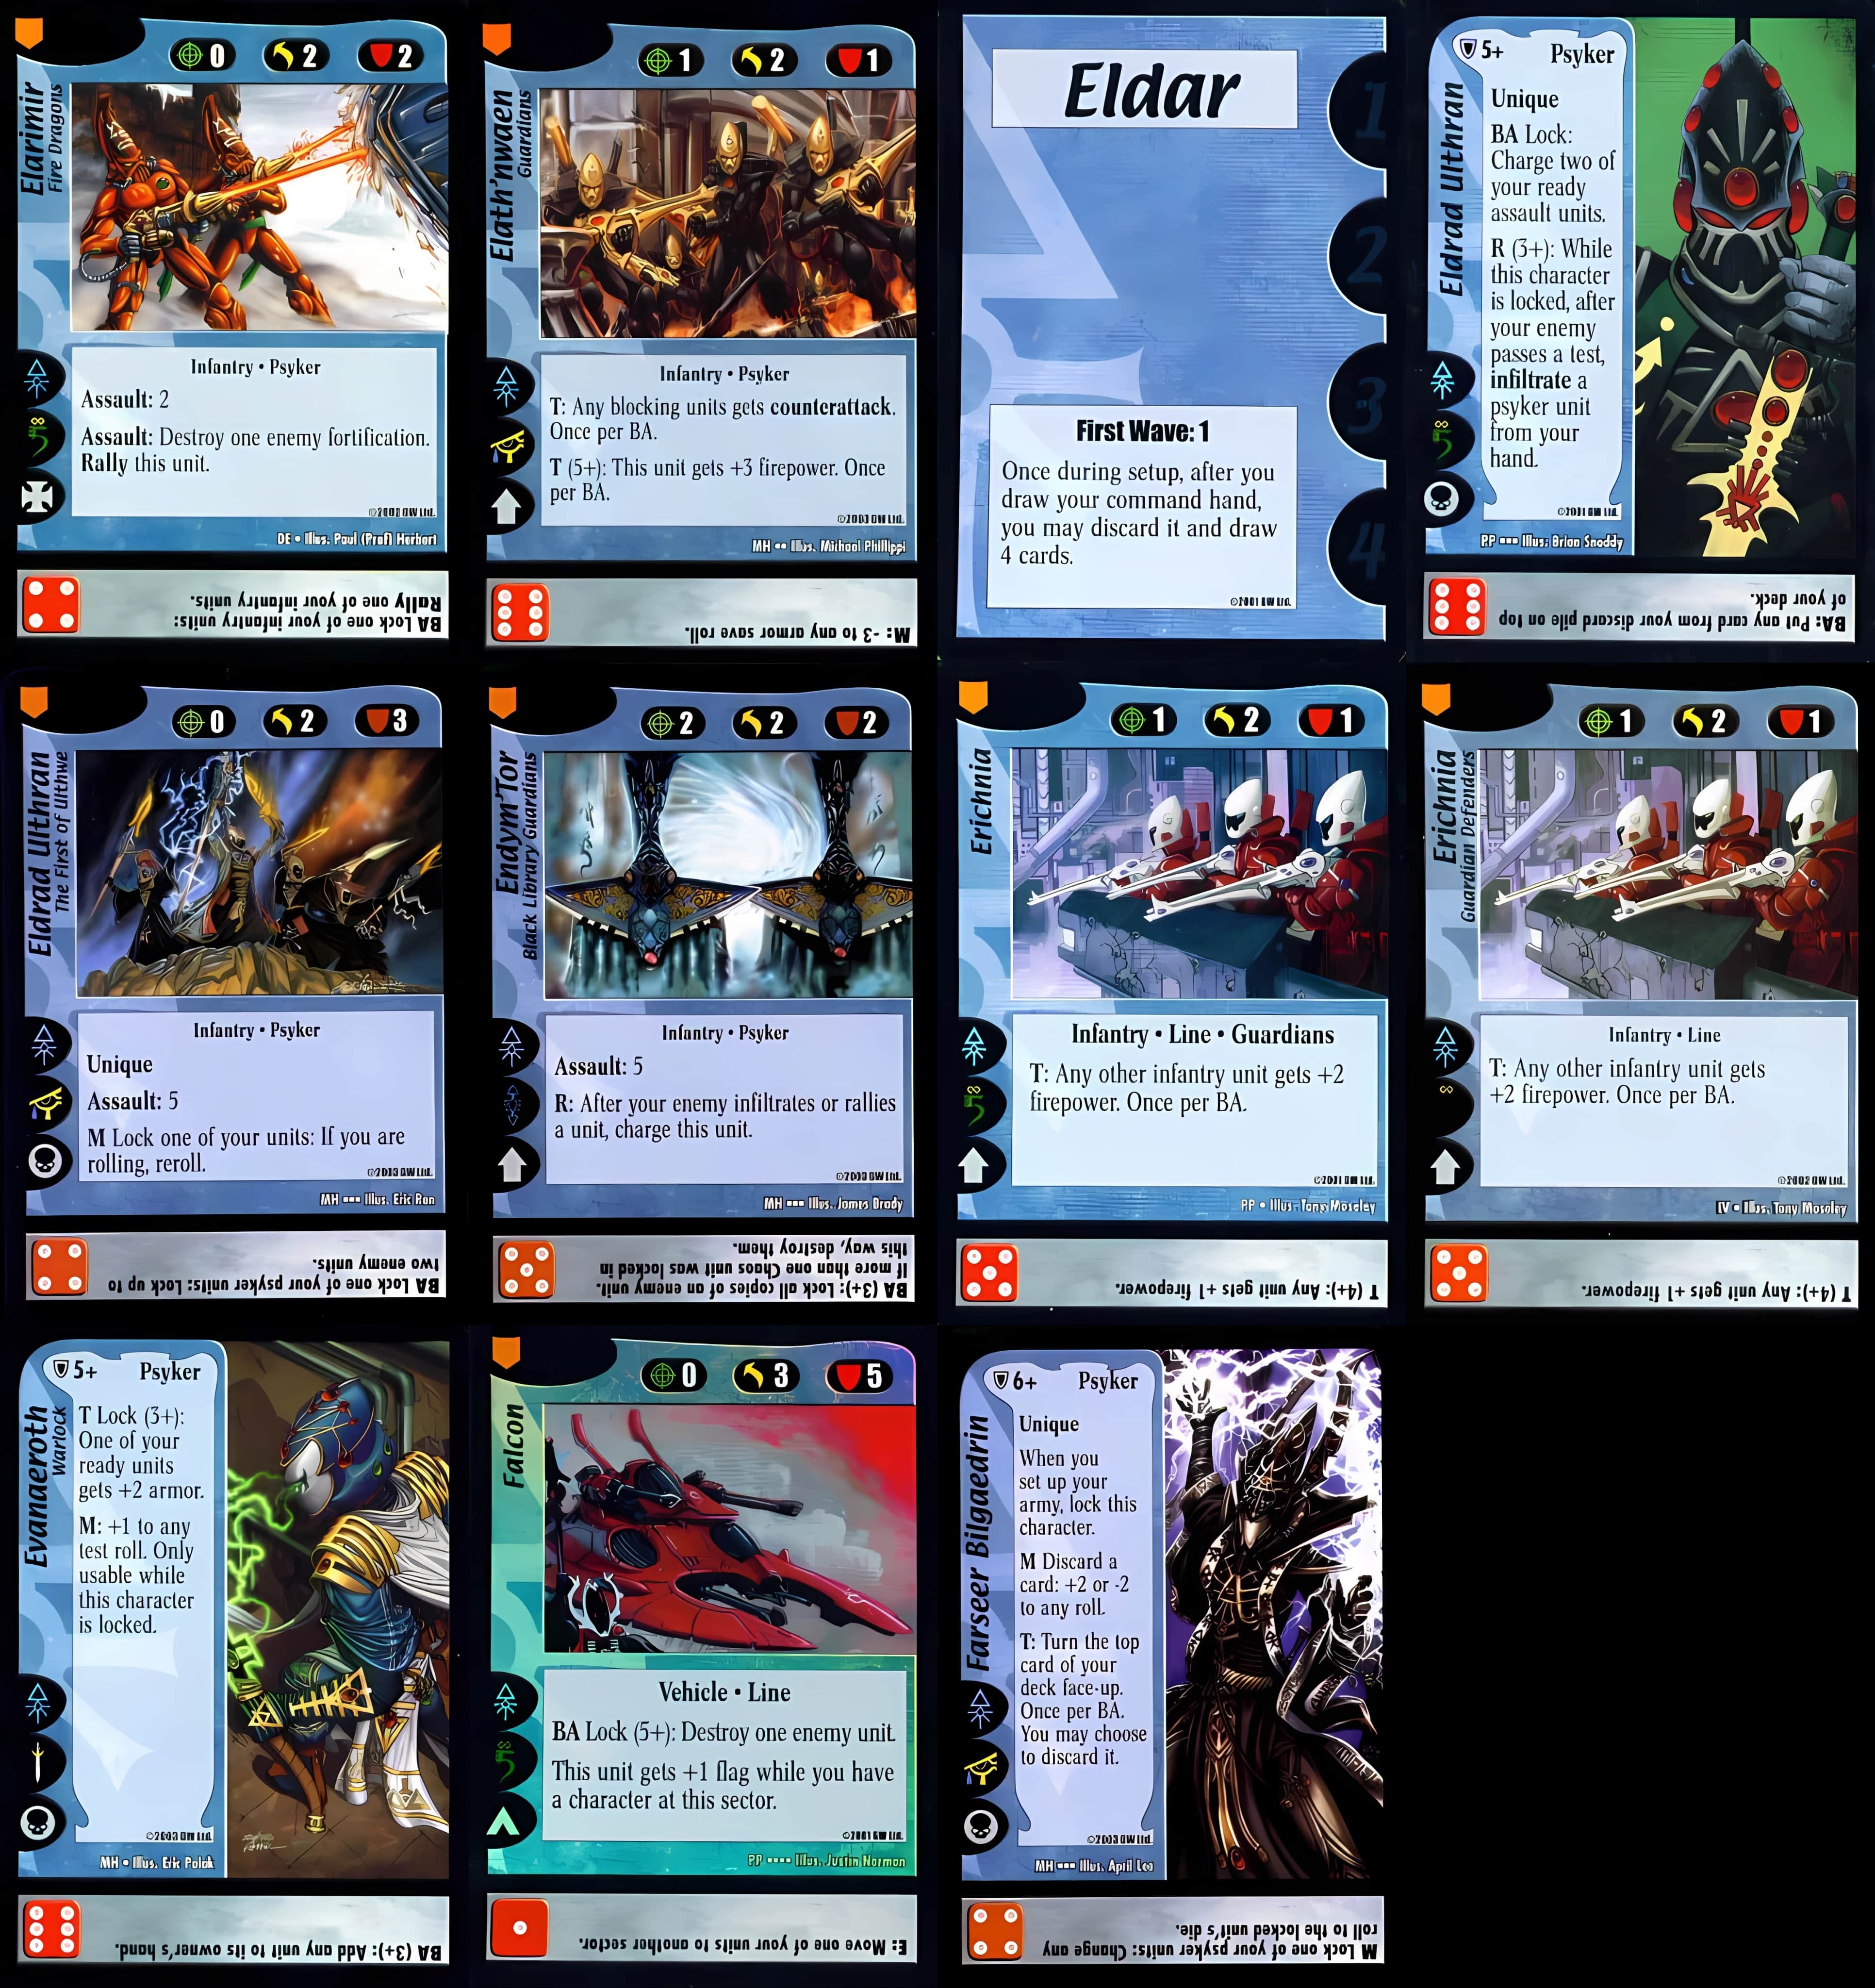 0
2
2
Elarimir
Fire Dragons
Infantry • Psyker
Assault: 2
Assault: Destroy one enemy fortification.
Rally this unit.
©2002 GW Ltd.
DE • Illus. Paul (Prof) Herbert
BA Lock one of your infantry units:
Rally one of your infantry units.
1
2
1
Elath'nwaen
Guardians
Infantry • Psyker
T: Any blocking units gets counterattack.
Once per BA.
T (5+): This unit gets +3 firepower. Once
per BA.
©2003 GW Ltd.
MH •• Illus. Michael Phillippi
M: -3 to any armor save roll.
Eldar
1
2
3
4
First Wave: 1
Once during setup, after you
draw your command hand,
you may discard it and draw
4 cards.
©2001 GW Ltd.
5+ Psyker
Eldrad Ulthran
Unique
BA Lock:
Charge two of
your ready
assault units.
R (3+): While
this character
is locked, after
your enemy
passes a test,
infiltrate a
psyker unit
from your
hand.
©2001 GW Ltd.
PP ••• Illus: Brian Snoddy
BA: Put any card from your discard pile on top
of your deck.
0
2
3
Eldrad Ulthran
The First of Ulthwe
Infantry • Psyker
Unique
Assault: 5
M Lock one of your units: If you are
rolling, reroll.
©2003 GW Ltd.
MH ••• Illus. Eric Ren
BA Lock one of your psyker units: Lock up to
two enemy units.
2
2
2
Endym'Tor
Black Library Guardians
Infantry • Psyker
Assault: 5
R: After your enemy infiltrates or rallies
a unit, charge this unit.
©2003 GW Ltd.
MH ••• Illus. James Brady
BA (3+): Lock all copies of an enemy unit.
If more than one Chaos unit was locked in
this way, destroy them.
1
2
1
Erichnia
Infantry • Line • Guardians
T: Any other infantry unit gets +2
firepower. Once per BA.
©2001 GW Ltd.
PP • Illus. Tony Moseley
T (4+): Any unit gets +1 firepower.
1
2
1
Erichnia
Guardian Defenders
Infantry • Line
T: Any other infantry unit gets
+2 firepower. Once per BA.
©2002 GW Ltd.
IV • Illus. Tony Moseley
T (4+): Any unit gets +1 firepower.
5+ Psyker
Evanaeroth
Warlock
T Lock (3+):
One of your
ready units
gets +2 armor.
M: +1 to any
test roll. Only
usable while
this character
is locked.
©2003 GW Ltd.
MH • Illus. Eric Polak
BA (3+): Add any unit to its owner's hand.
0
3
5
Falcon
Vehicle • Line
BA Lock (5+): Destroy one enemy unit.
This unit gets +1 flag while you have
a character at this sector.
©2001 GW Ltd.
PP •••• Illus. Justin Norman
E: Move one of your units to another sector.
6+ Psyker
Farseer Bilgaedrin
Unique
When you
set up your
army, lock this
character.
M Discard a
card: +2 or -2
to any roll.
T: Turn the top
card of your
deck face-up.
Once per BA.
You may choose
to discard it.
©2003 GW Ltd.
MH ••• Illus. April Lee
M Lock one of your psyker units: Change any
roll to the locked unit's die.